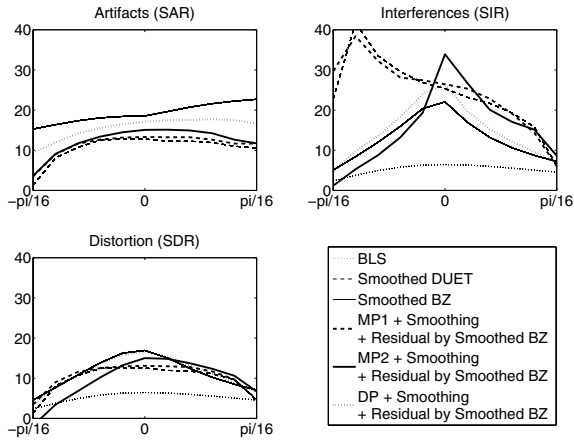 Artifacts (SAR)
40
30
20
10
0
−pi/16 0 pi/16
Interferences (SIR)
40
30
20
10
0
−pi/16 0 pi/16
Distortion (SDR)
40
30
20
10
0
−pi/16 0 pi/16
BLS
Smoothed DUET
Smoothed BZ
MP1 + Smoothing
+ Residual by Smoothed BZ
MP2 + Smoothing
+ Residual by Smoothed BZ
DP + Smoothing
+ Residual by Smoothed BZ